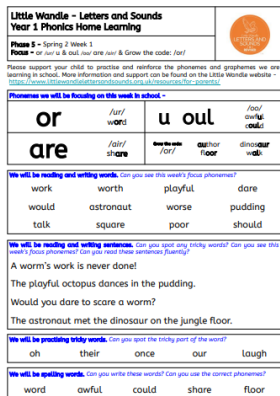 Little Wandle - Letters and Sounds
Year 1 Phonics Home Learning
LETTERS
AND SOUNDS
Phase 5 - Spring 2 Week 1
Focus - or /ur/ u & oul /oo/ are /air/ & Grow the code: /or/
Please support your child to practise and reinforce the phonemes and graphemes we are
learning in school. More information and support can be found on the Little Wandle website -
https://www.littlewandlelettersandsounds.org.uk/resources/for-parents/
Phonemes we will be focusing on this week in school -
or /ur/ word u oul /oo/ awful could
are /air/ share Grow the code: /or/ author floor dinosaur walk
We will be reading and writing words. Can you see this week's focus phonemes?
work worth playful dare
would astronaut worse pudding
talk square poor should
We will be reading and writing sentences. Can you spot any tricky words? Can you see this
week's focus phonemes? Can you read these sentences fluently?
A worm's work is never done!
The playful octopus dances in the pudding.
Would you dare to scare a worm?
The astronaut met the dinosaur on the jungle floor.
We will be practising tricky words. Can you spot the tricky part of the word?
oh their once our laugh
We will be spelling words. Can you write these words? Can you use the correct phonemes?
word awful could share floor